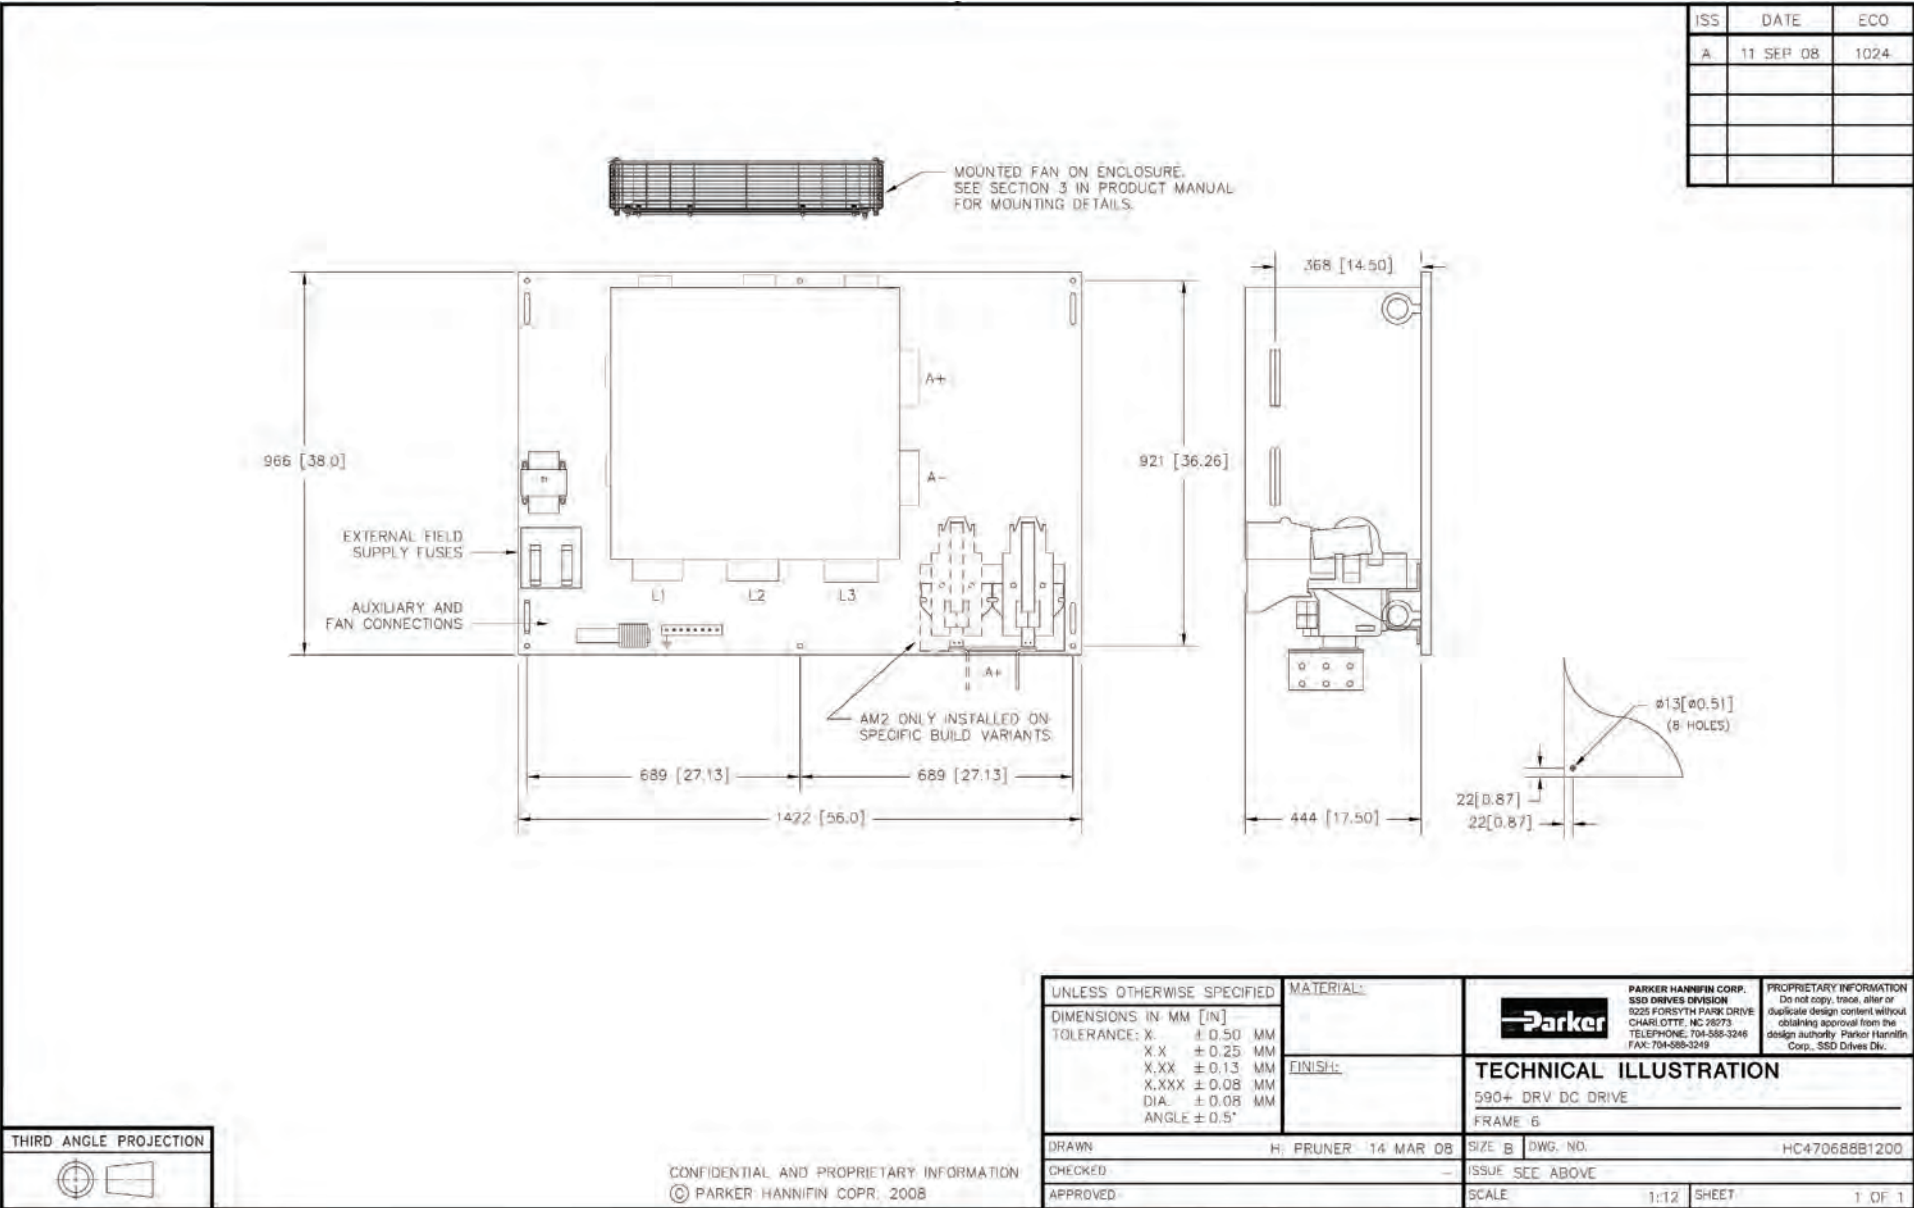 ISS DATE ECO
A 11 SEP 08 1024
MOUNTED FAN ON ENCLOSURE.
SEE SECTION 3 IN PRODUCT MANUAL
FOR MOUNTING DETAILS.
368 [14.50]
A+
966 [38.0]
921 [36.26]
A-
EXTERNAL FIELD
SUPPLY FUSES
L1 L2 L3
AUXILIARY AND
FAN CONNECTIONS
A+
AM2 ONLY INSTALLED ON
SPECIFIC BUILD VARIANTS
ø13[ø0.51]
(8 HOLES)
689 [27.13] 689 [27.13]
22[0.87]
1422 [56.0]
444 [17.50]
22[0.87]
UNLESS OTHERWISE SPECIFIED
DIMENSIONS IN MM [IN]
TOLERANCE: X. ± 0.50 MM
X.X ± 0.25 MM
X.XX ± 0.13 MM
X.XXX ± 0.08 MM
DIA. ± 0.08 MM
ANGLE ± 0.5°
MATERIAL:
FINISH:
Parker
PARKER HANNIFIN CORP.
SSD DRIVES DIVISION
9225 FORSYTH PARK DRIVE
CHARLOTTE, NC 28273
TELEPHONE: 704-588-3246
FAX: 704-588-3249
PROPRIETARY INFORMATION
Do not copy, trace, alter or
duplicate design content without
obtaining approval from the
design authority Parker Hannifin
Corp., SSD Drives Div.
TECHNICAL ILLUSTRATION
590+ DRV DC DRIVE
FRAME 6
DRAWN H. PRUNER 14 MAR 08
SIZE B DWG. NO. HC470688B1200
CHECKED -
ISSUE SEE ABOVE
APPROVED
SCALE 1:12 SHEET 1 OF 1
THIRD ANGLE PROJECTION
CONFIDENTIAL AND PROPRIETARY INFORMATION
© PARKER HANNIFIN COPR. 2008